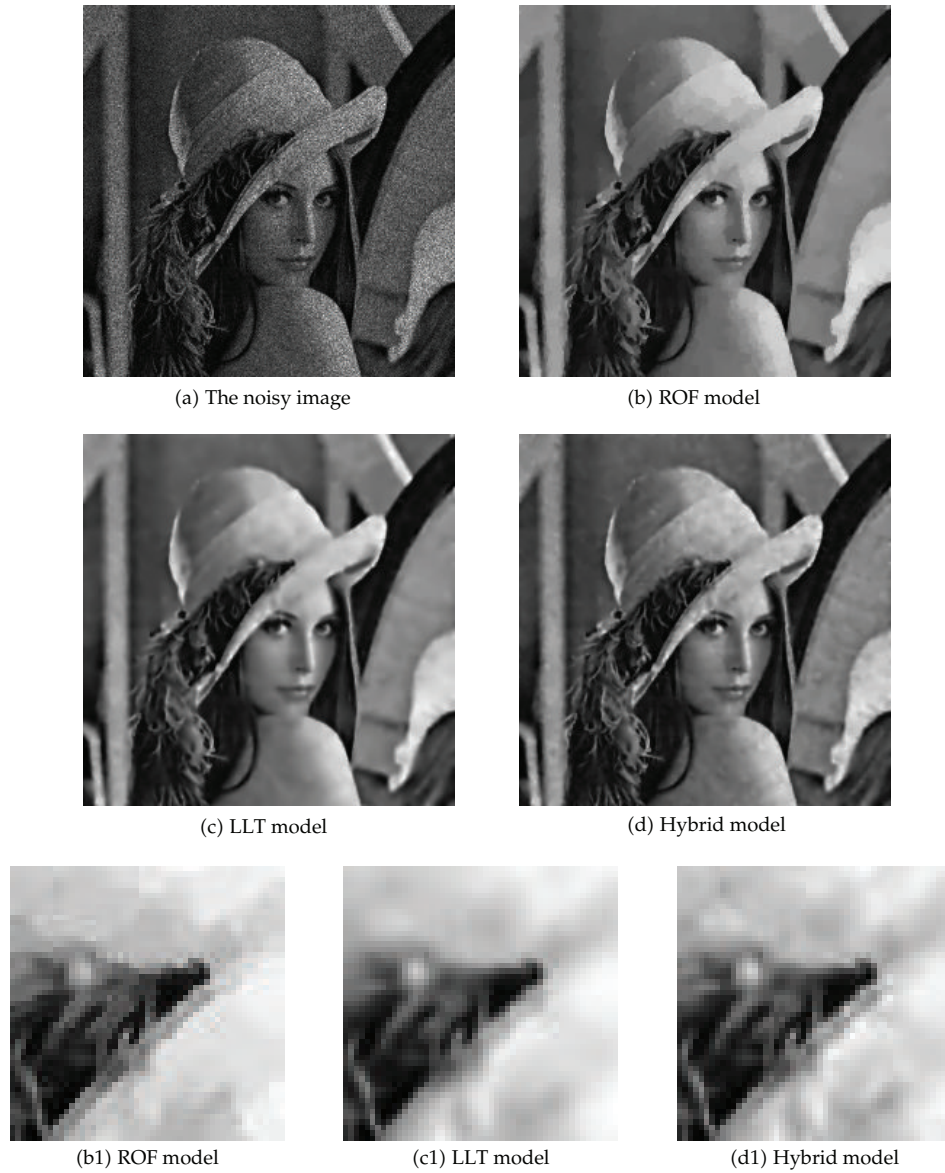 (a) The noisy image
(b) ROF model
(c) LLT model
(d) Hybrid model
(b1) ROF model
(c1) LLT model
(d1) Hybrid model